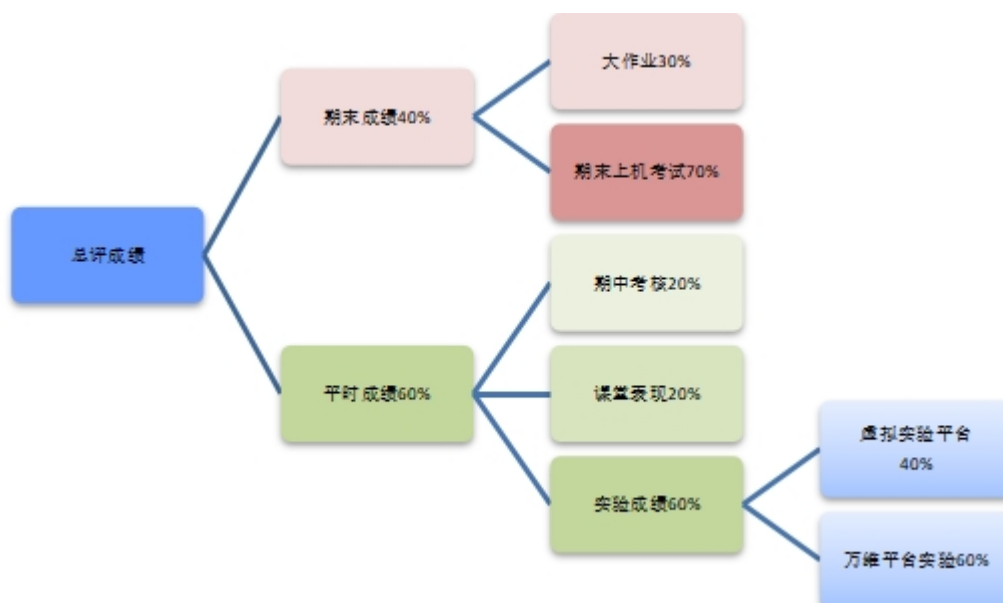 总评成绩
期末成绩40%
大作业30%
期末上机考试70%
平时成绩60%
期中考核20%
课堂表现20%
实验成绩60%
虚拟实验平台
40%
万维平台实验60%